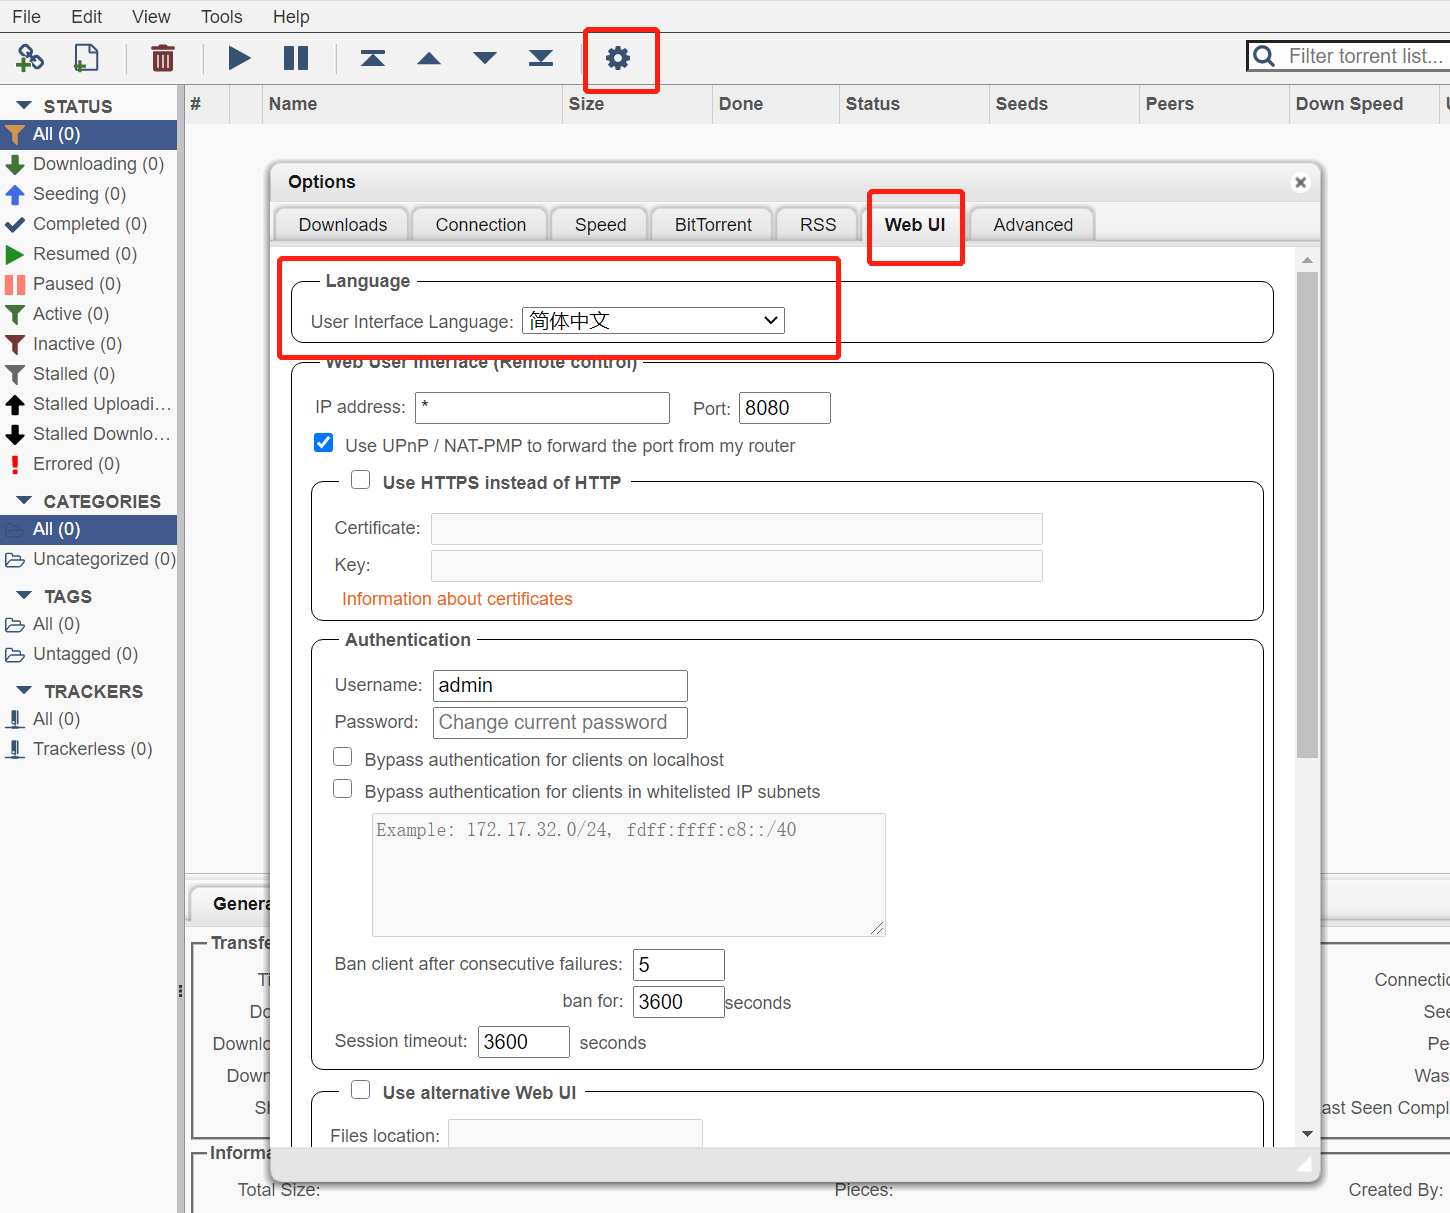 File Edit View Tools Help
Filter torrent list...
STATUS
All (0)
Downloading (0)
Seeding (0)
Completed (0)
Resumed (0)
Paused (0)
Active (0)
Inactive (0)
Stalled (0)
Stalled Uploadi...
Stalled Downlo...
Errored (0)
CATEGORIES
All (0)
Uncategorized (0)
TAGS
All (0)
Untagged (0)
TRACKERS
All (0)
Trackerless (0)
# Name Size Done Status Seeds Peers Down Speed
Options
Downloads Connection Speed BitTorrent RSS Web UI Advanced
Language
User Interface Language: 简体中文
Web User Interface (Remote control)
IP address: * Port: 8080
Use UPnP / NAT-PMP to forward the port from my router
Use HTTPS instead of HTTP
Certificate:
Key:
Information about certificates
Authentication
Username: admin
Password: Change current password
Bypass authentication for clients on localhost
Bypass authentication for clients in whitelisted IP subnets
Example: 172.17.32.0/24, fdff:ffff:c8::/40
Ban client after consecutive failures: 5
ban for: 3600 seconds
Session timeout: 3600 seconds
Use alternative Web UI
Files location:
Genera
Transfe
Ti
Do
Downlo
Down
Sh
Connectio
See
Pe
Was
ast Seen Compl
Informa
Total Size: Pieces: Created By: